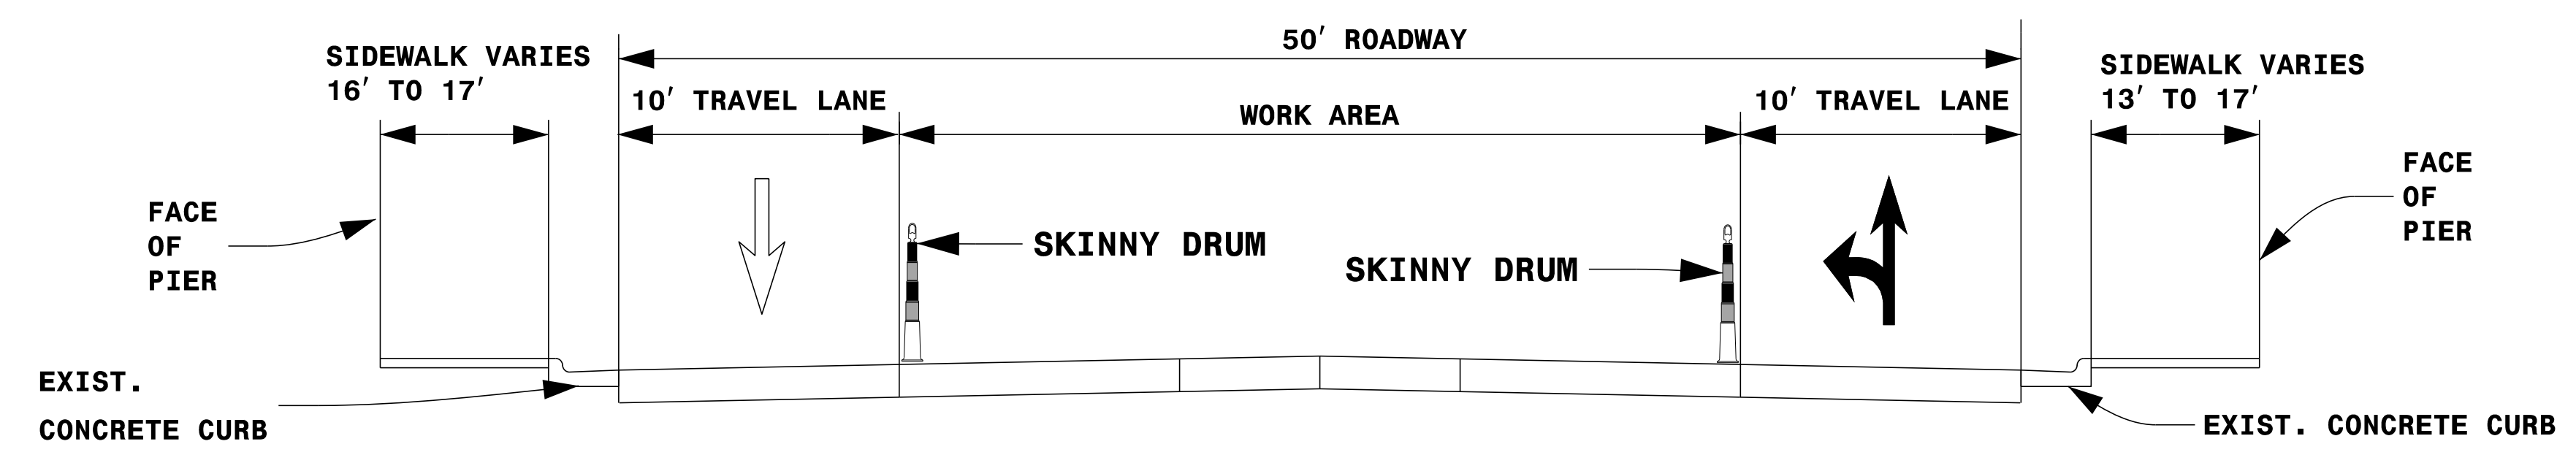 50' ROADWAY
SIDEWALK VARIES
16' TO 17'
SIDEWALK VARIES
13' TO 17'
10' TRAVEL LANE
WORK AREA
10' TRAVEL LANE
FACE
OF
PIER
FACE
OF
PIER
SKINNY DRUM
SKINNY DRUM
EXIST.
CONCRETE CURB
EXIST. CONCRETE CURB